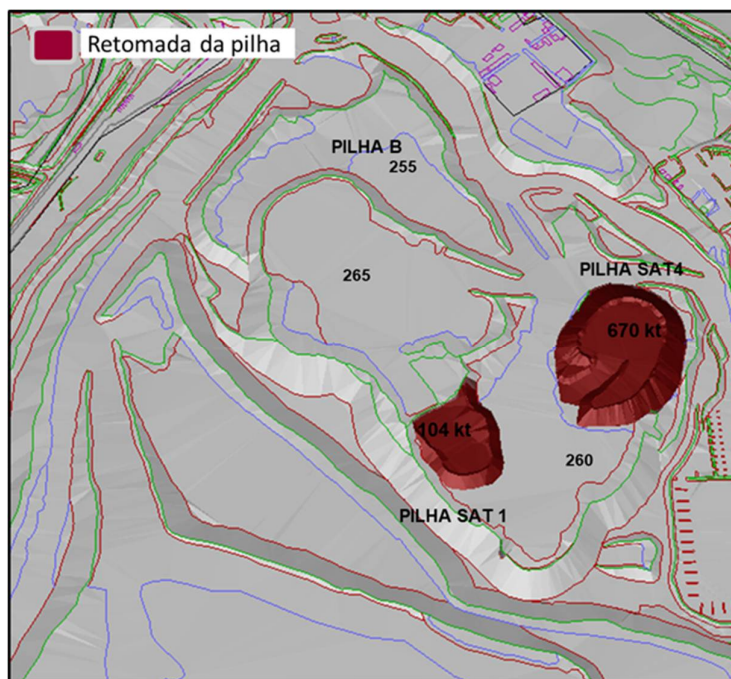 Retomada da pilha
PILHA B
255
265
PILHA SAT4
670 kt
104 kt
260
PILHA SAT 1